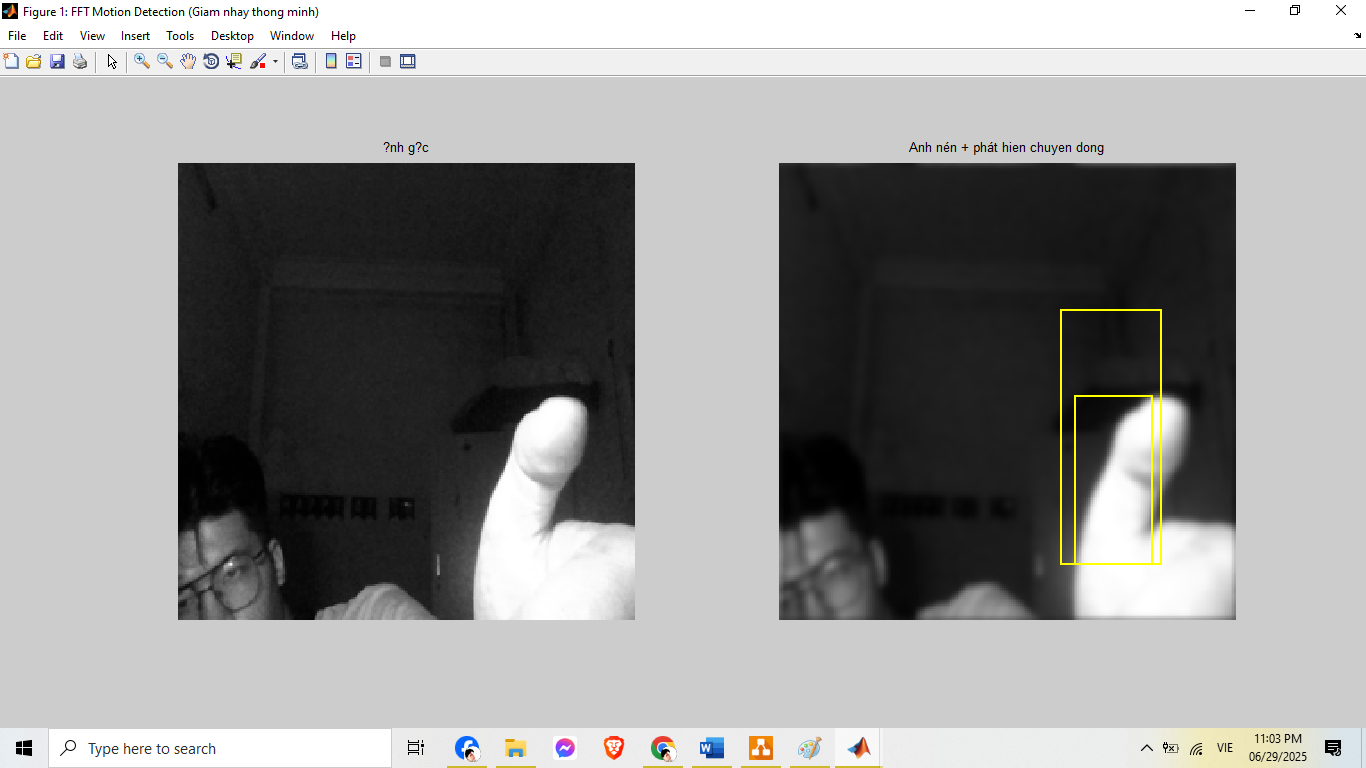 Figure 1: FFT Motion Detection (Giam nhay thong minh)
File Edit View Insert Tools Desktop Window Help
?nh g?c
Anh nén + phát hien chuyen dong
Type here to search
VIE
11:03 PM
06/29/2025